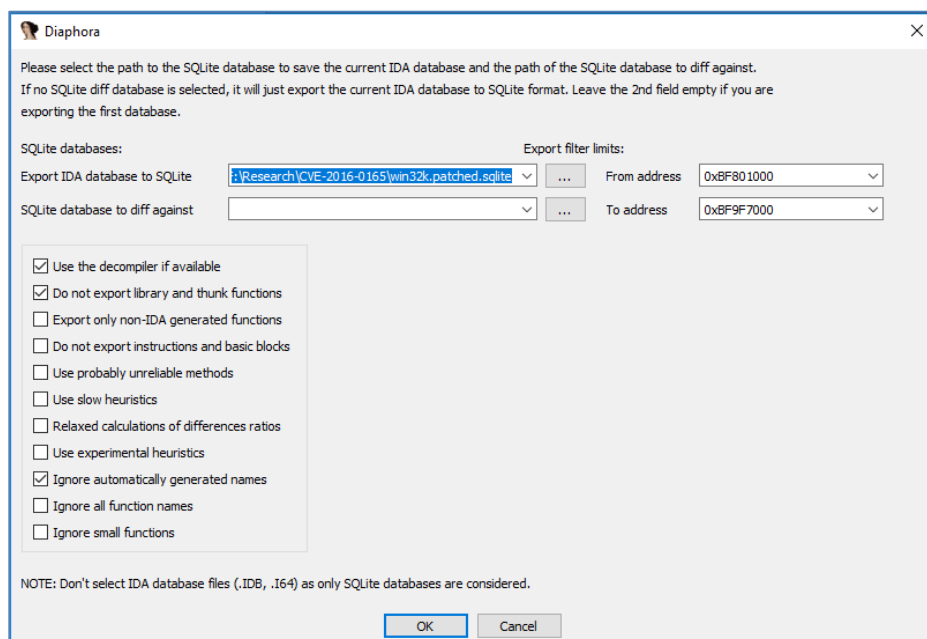 Diaphora
Please select the path to the SQLite database to save the current IDA database and the path of the SQLite database to diff against.
If no SQLite diff database is selected, it will just export the current IDA database to SQLite format. Leave the 2nd field empty if you are
exporting the first database.
SQLite databases:
Export filter limits:
Export IDA database to SQLite
:\Research\CVE-2016-0165\win32k.patched.sqlite
...
From address
0xBF801000
SQLite database to diff against
...
To address
0xBF9F7000
Use the decompiler if available
Do not export library and thunk functions
Export only non-IDA generated functions
Do not export instructions and basic blocks
Use probably unreliable methods
Use slow heuristics
Relaxed calculations of differences ratios
Use experimental heuristics
Ignore automatically generated names
Ignore all function names
Ignore small functions
NOTE: Don't select IDA database files (.IDB, .I64) as only SQLite databases are considered.
OK
Cancel